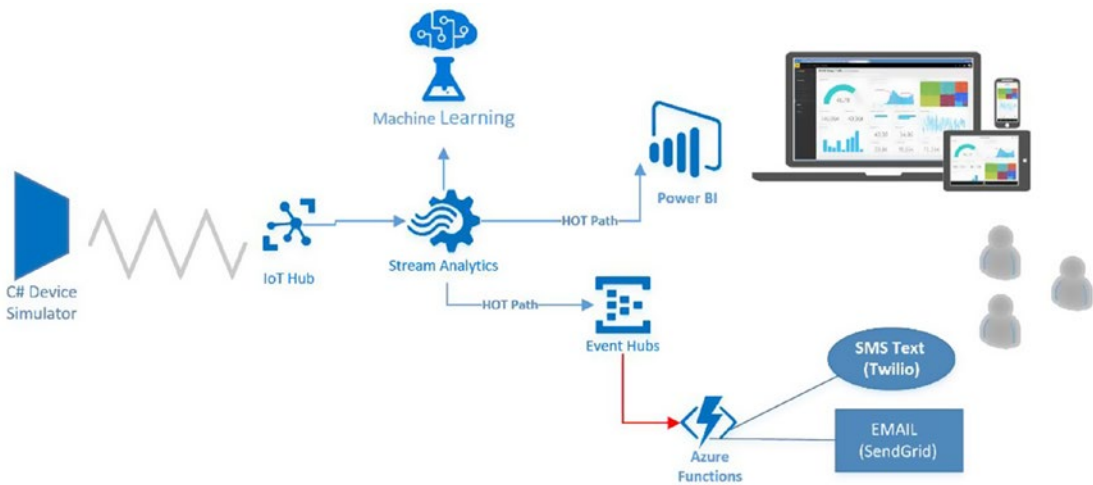 Machine Learning
Power BI
HOT Path
C# Device
Simulator
IoT Hub
Stream Analytics
HOT Path
Event Hubs
SMS Text
(Twilio)
EMAIL
(SendGrid)
Azure
Functions